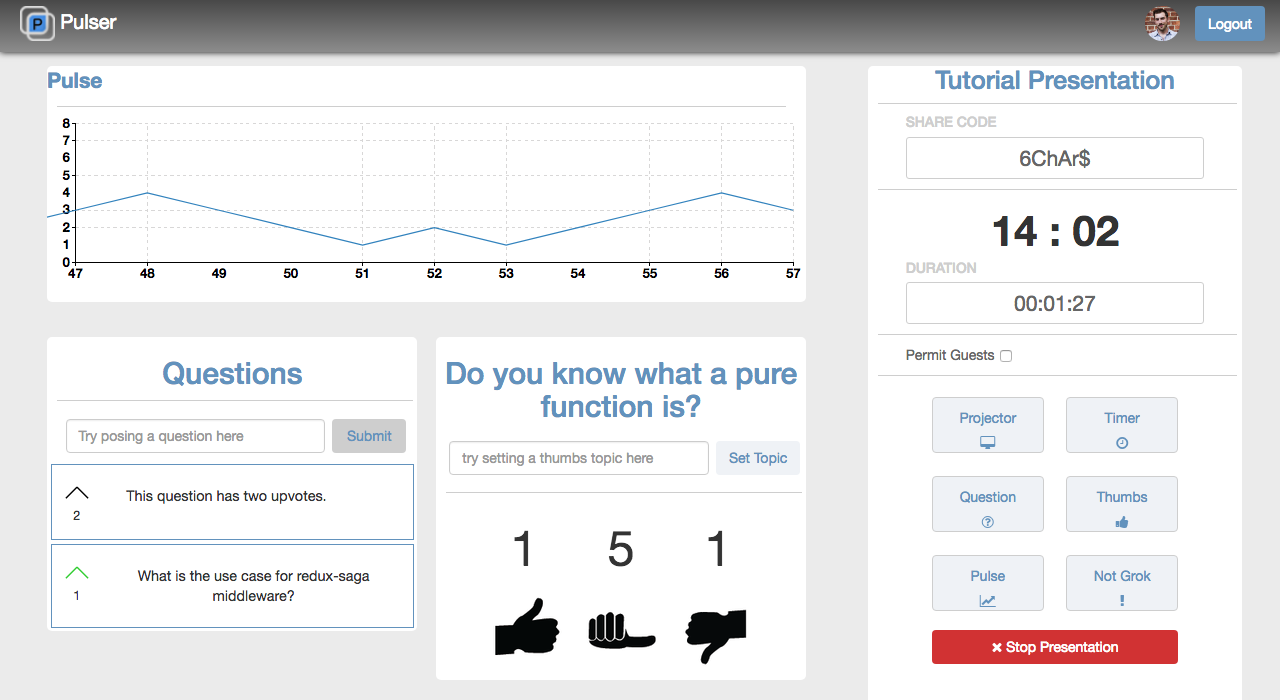 P Pulser
Logout
Pulse
8
7
6
5
4
3
2
1
0
47 48 49 50 51 52 53 54 55 56 57
Questions
Try posing a question here
Submit
This question has two upvotes.
2
What is the use case for redux-saga
middleware?
1
Do you know what a pure
function is?
try setting a thumbs topic here
Set Topic
1 5 1
Tutorial Presentation
SHARE CODE
6ChAr$
14 : 02
DURATION
00:01:27
Permit Guests
Projector
Timer
Question
?
Thumbs
Pulse
Not Grok
!
Stop Presentation